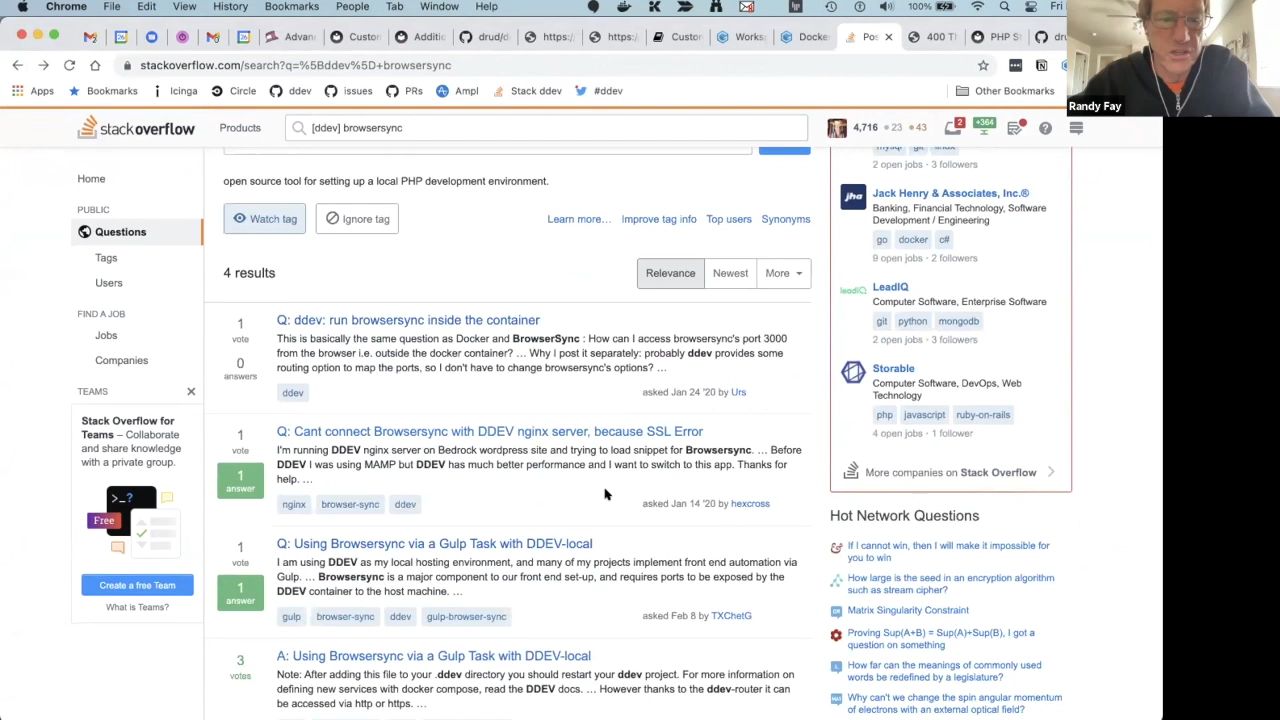 Chrome File Edit View History Bookmarks People Tab Window Help 100% Fri
Advan Custon Additi drud/d https:/ https:/ Custon Works Docke Pos 400 T PHP S dru
stackoverflow.com/search?q=%5Bddev%5D+browsersync
Apps Bookmarks Icinga Circle ddev issues PRs Ampl Stack ddev #ddev Other Bookmarks
Randy Fay
stackoverflow Products [ddev] browsersync 4,716 23 43 2 +364
mysql git linux
2 open jobs · 3 followers
open source tool for setting up a local PHP development environment.
Watch tag Ignore tag Learn more… Improve tag info Top users Synonyms
4 results Relevance Newest More
Home
PUBLIC
Questions
Tags
Users
FIND A JOB
Jobs
Companies
TEAMS
Stack Overflow for
Teams – Collaborate
and share knowledge
with a private group.
>_?
Free
Create a free Team
What is Teams?
1
vote
0
answers
Q: ddev: run browsersync inside the container
This is basically the same question as Docker and BrowserSync : How can I access browsersync's port 3000
from the browser i.e. outside the docker container? … Why I post it separately: probably ddev provides some
routing option to map the ports, so I don't have to change browsersync's options? …
ddev
asked Jan 24 '20 by Urs
1
vote
1
answer
Q: Cant connect Browsersync with DDEV nginx server, because SSL Error
I'm running DDEV nginx server on Bedrock wordpress site and trying to load snippet for Browsersync. … Before
DDEV I was using MAMP but DDEV has much better performance and I want to switch to this app. Thanks for
help. …
nginx browser-sync ddev
asked Jan 14 '20 by hexcross
1
vote
1
answer
Q: Using Browsersync via a Gulp Task with DDEV-local
I am using DDEV as my local hosting environment, and many of my projects implement front end automation via
Gulp. … Browsersync is a major component to our front end set-up, and requires ports to be exposed by the
DDEV container to the host machine. …
gulp browser-sync ddev gulp-browser-sync
asked Feb 8 by TXChetG
3
votes
A: Using Browsersync via a Gulp Task with DDEV-local
Note: After adding this file to your .ddev directory you should restart your ddev project. For more information on
defining new services with docker compose, read the DDEV docs. … However thanks to the ddev-router it can
be accessed via http or https. …
jha
Jack Henry & Associates, Inc.®
Banking, Financial Technology, Software
Development / Engineering
go docker c#
9 open jobs · 2 followers
leadIQ
LeadIQ
Computer Software, Enterprise Software
git python mongodb
2 open jobs · 3 followers
Storable
Computer Software, DevOps, Web
Technology
php javascript ruby-on-rails
4 open jobs · 1 follower
More companies on Stack Overflow
Hot Network Questions
If I cannot win, then I will make it impossible for
you to win
How large is the seed in an encryption algorithm
such as stream cipher?
Matrix Singularity Constraint
Proving Sup(A+B) = Sup(A)+Sup(B), I got a
question on something
How far can the meanings of commonly used
words be redefined by a legislature?
Why can't we change the spin angular momentum
of electrons with an external optical field?